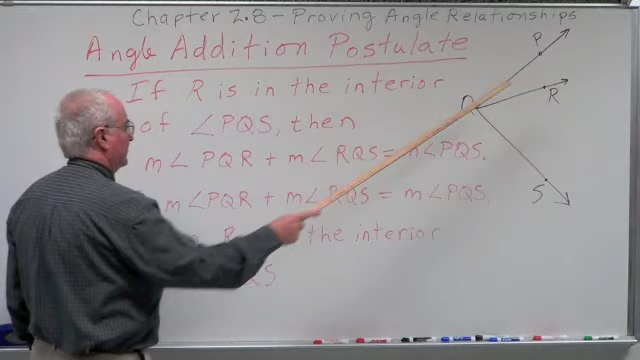 Chapter 2.8 - Proving Angle Relationships
Angle Addition Postulate
If R is in the interior
of ∠PQS, then
m∠PQR + m∠RQS = m∠PQS.
m∠PQR + m∠RQS = m∠PQS
R the interior
QS
P
R
Q
S